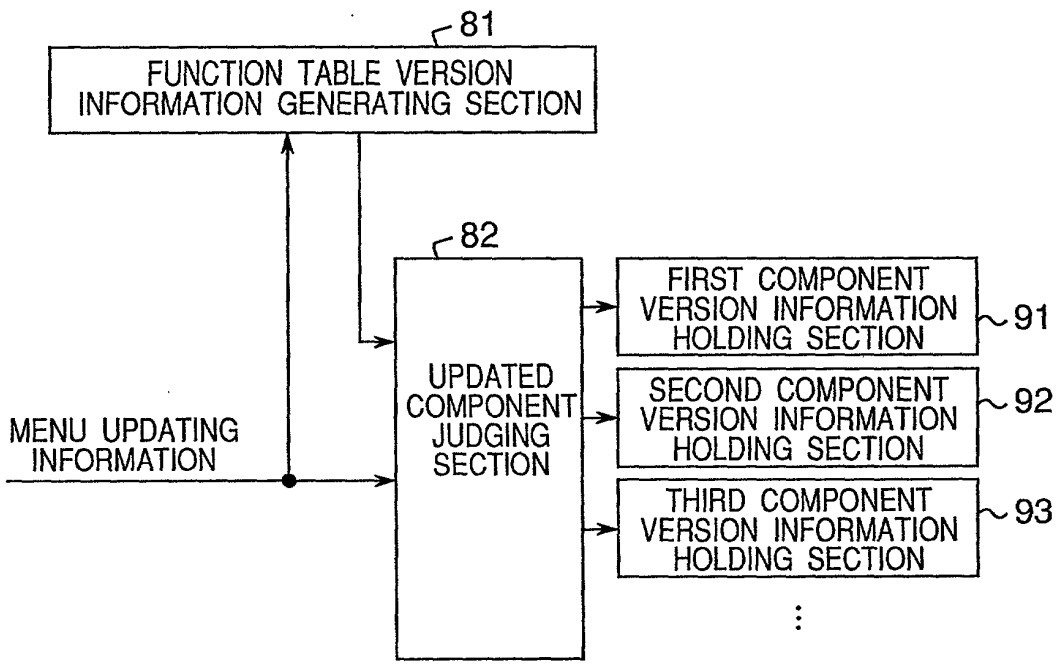 81
FUNCTION TABLE VERSION
INFORMATION GENERATING SECTION
82
UPDATED
COMPONENT
JUDGING
SECTION
FIRST COMPONENT
VERSION INFORMATION
HOLDING SECTION
91
SECOND COMPONENT
VERSION INFORMATION
HOLDING SECTION
92
MENU UPDATING
INFORMATION
THIRD COMPONENT
VERSION INFORMATION
HOLDING SECTION
93